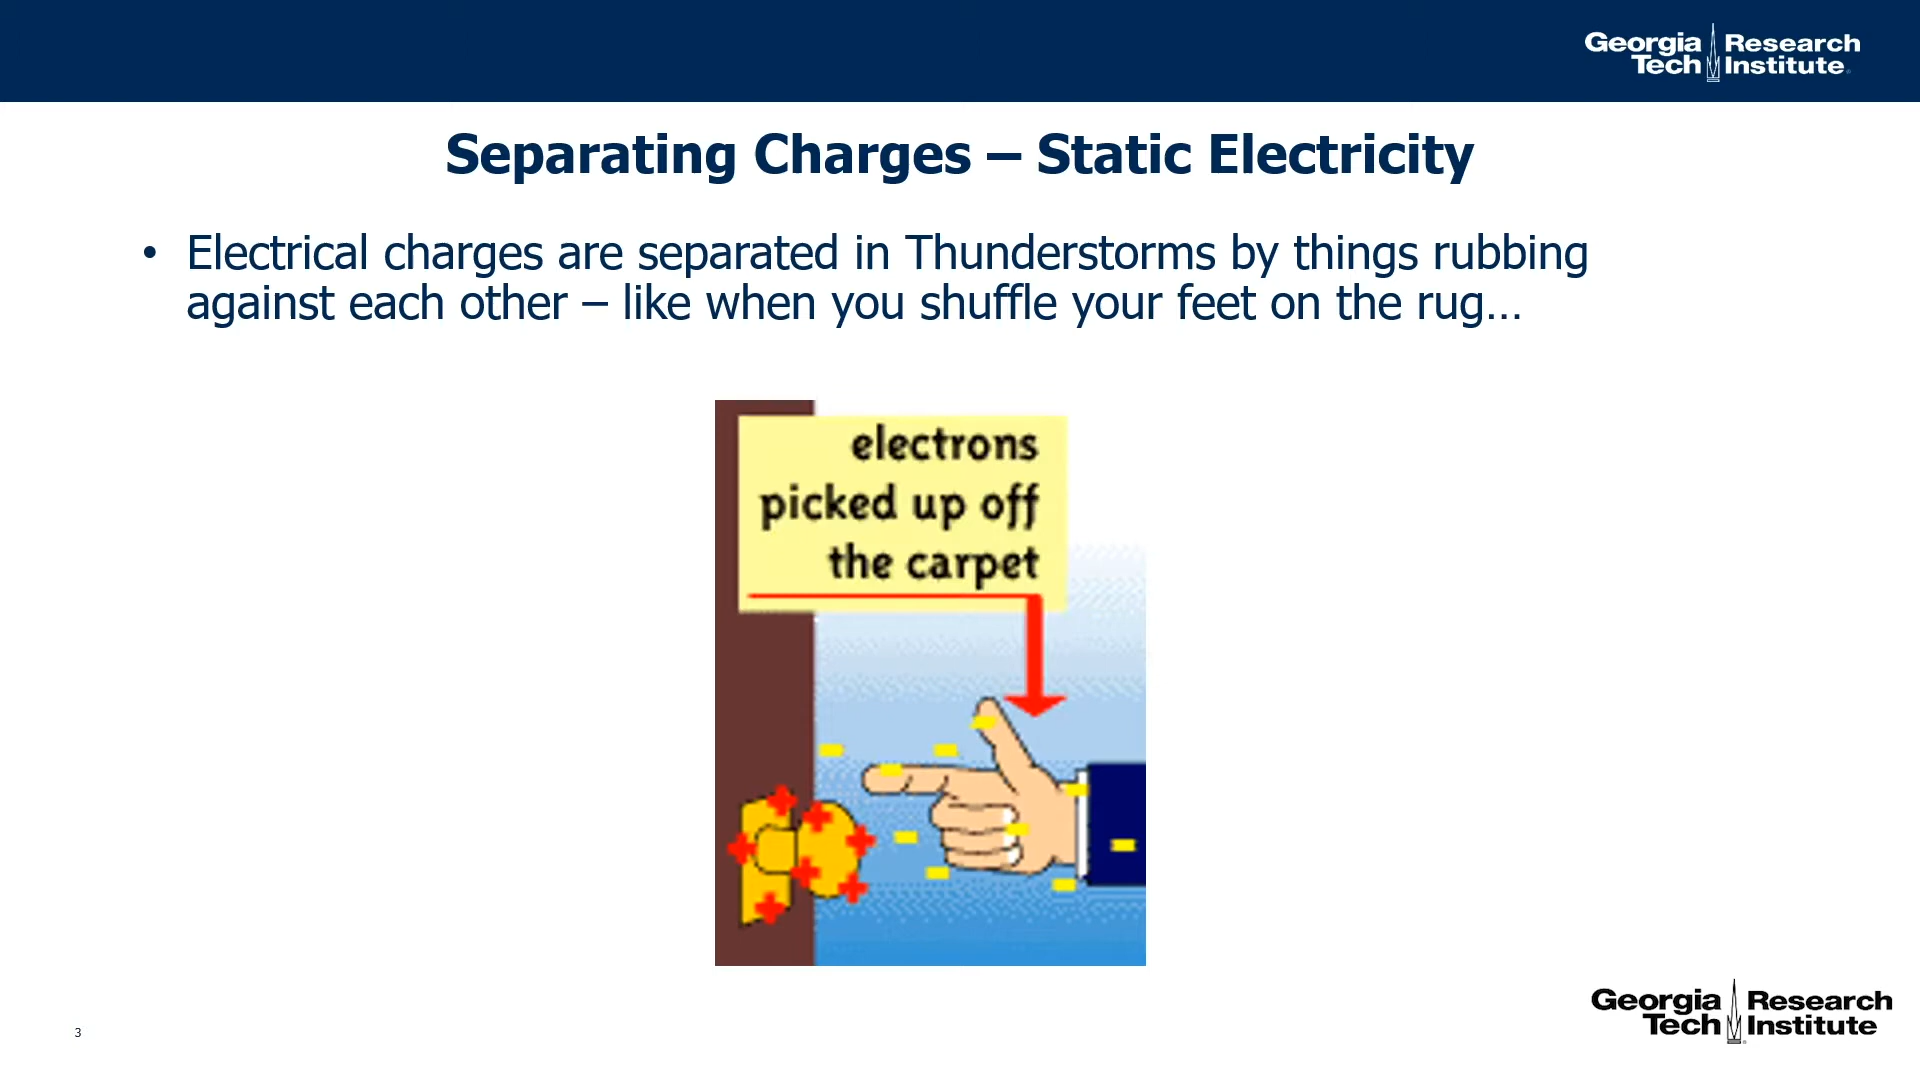 Georgia Research
Tech Institute
Separating Charges – Static Electricity
• Electrical charges are separated in Thunderstorms by things rubbing
against each other – like when you shuffle your feet on the rug…
electrons
picked up off
the carpet
3
Georgia Research
Tech Institute